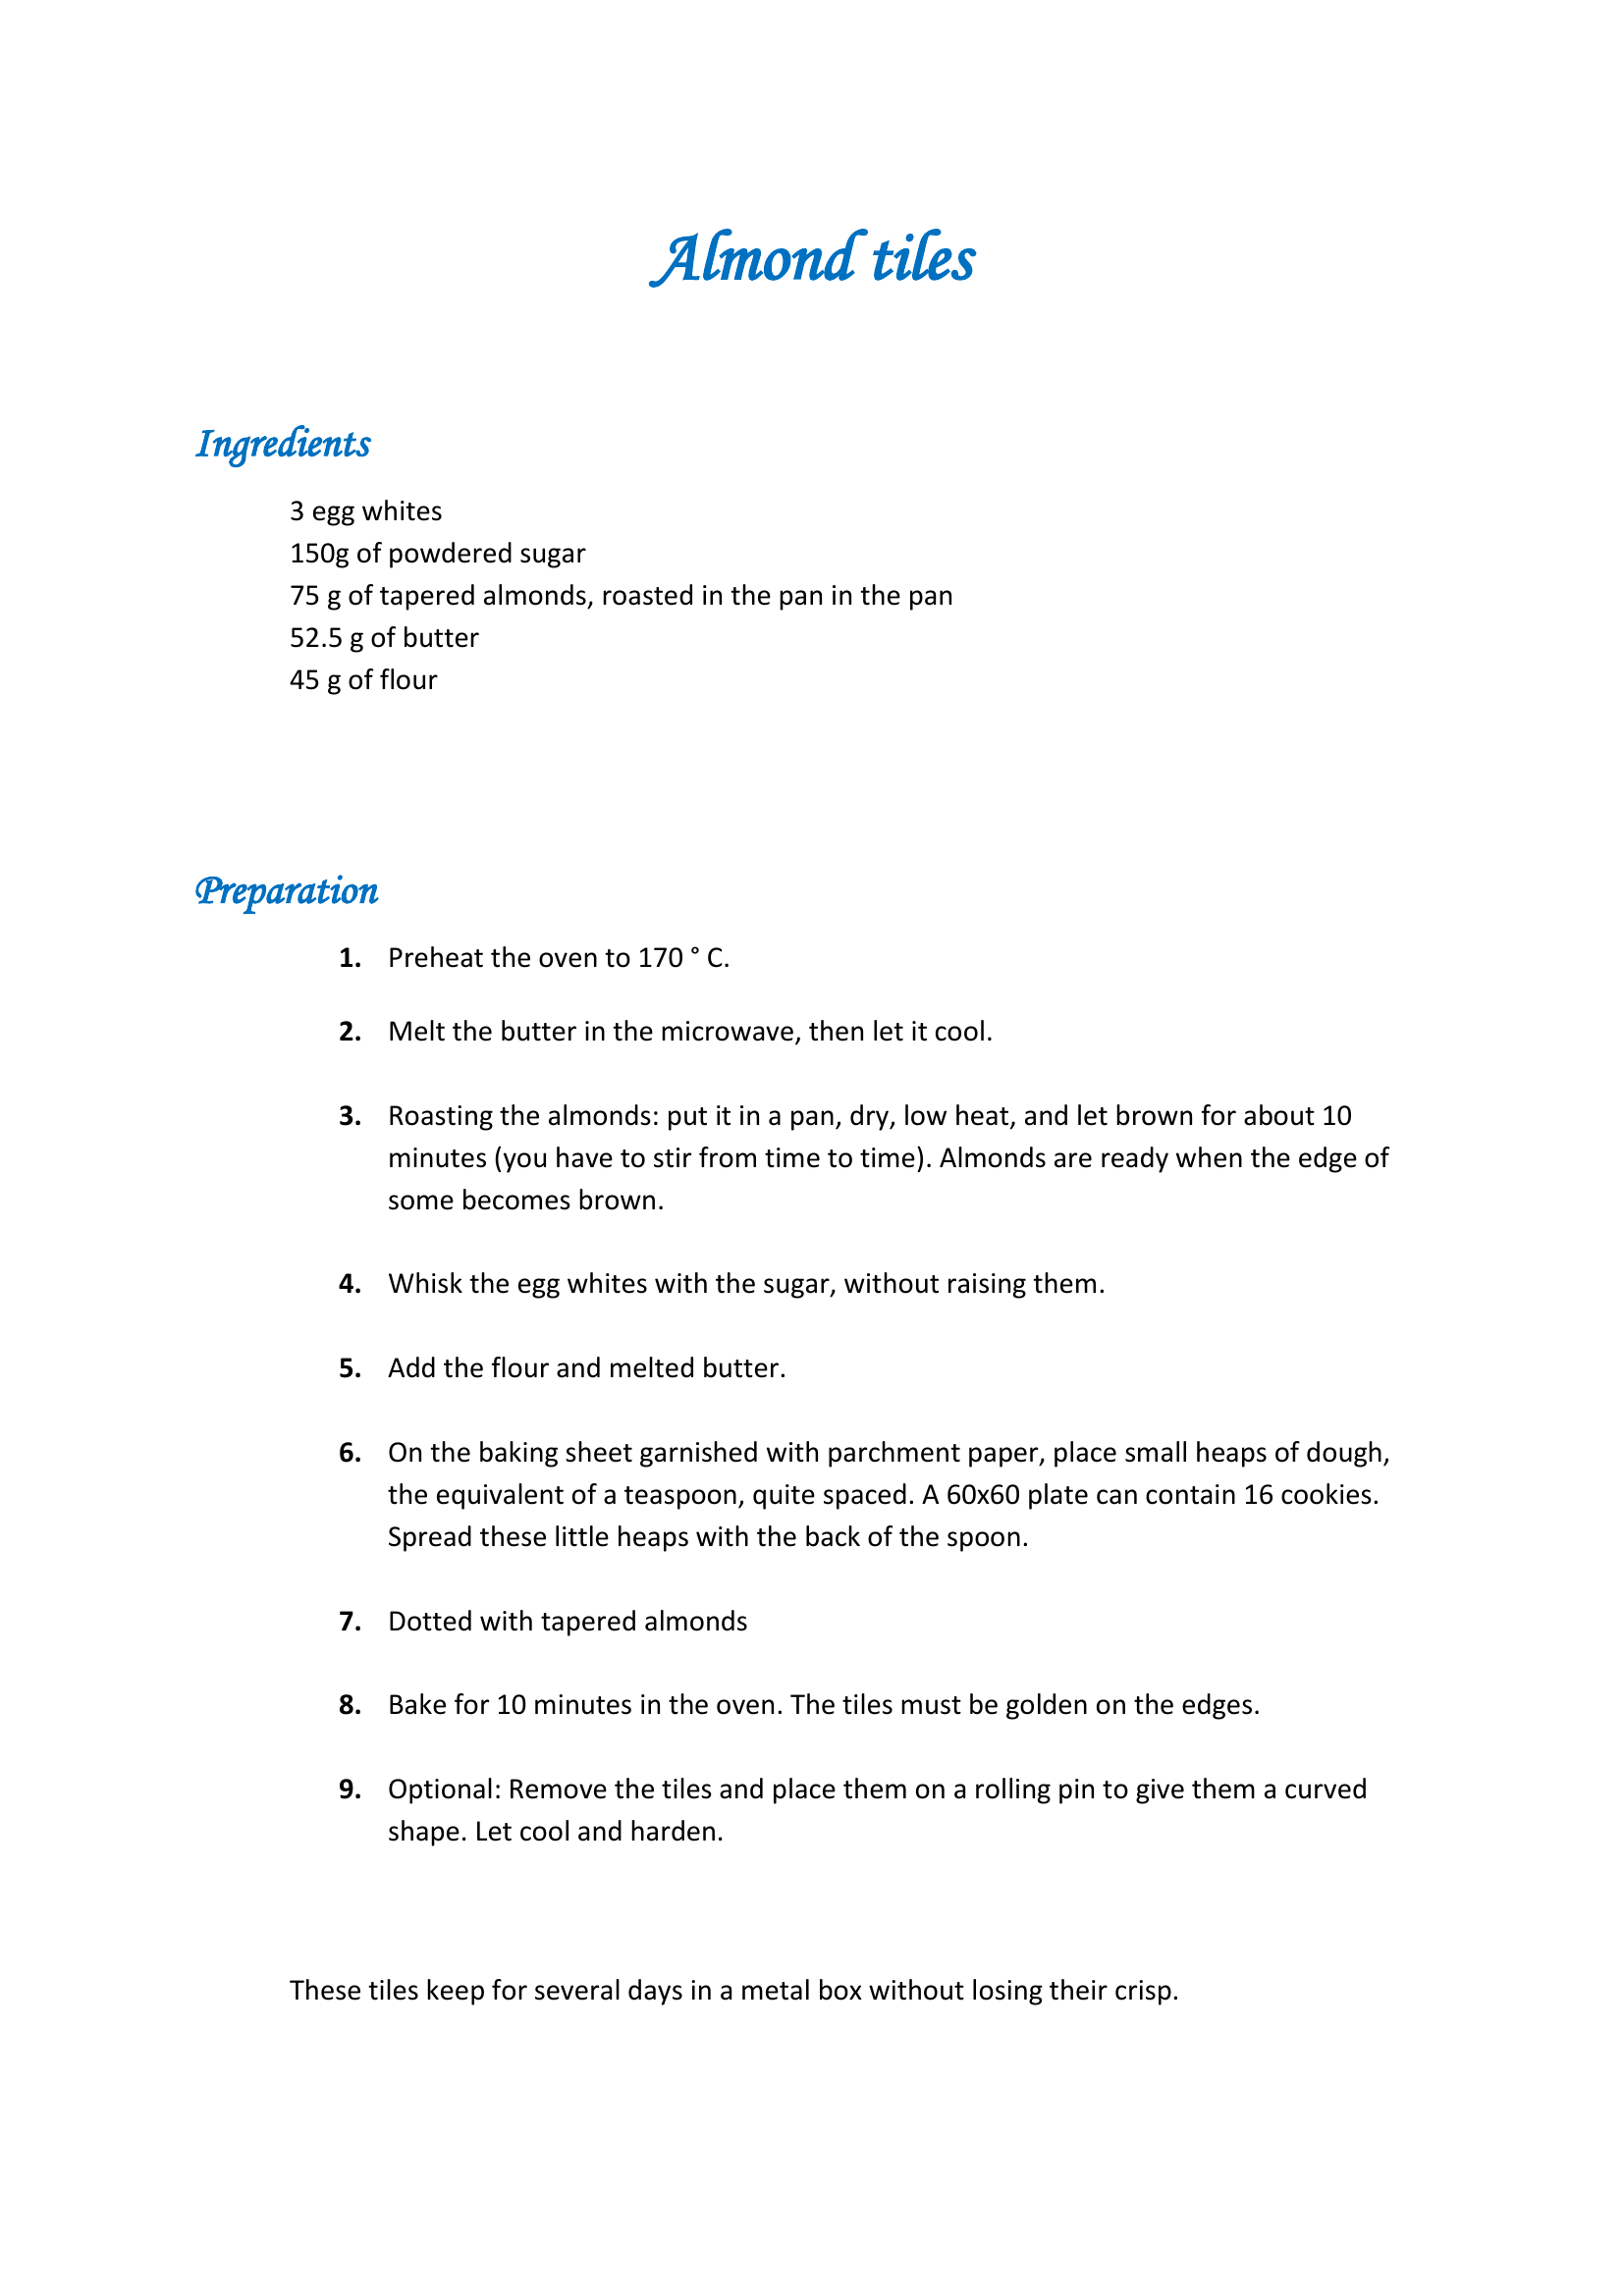 Almond tiles
Ingredients
3 egg whites
150g of powdered sugar
75 g of tapered almonds, roasted in the pan in the pan
52.5 g of butter
45 g of flour
Preparation
1. Preheat the oven to 170 ° C.
2. Melt the butter in the microwave, then let it cool.
3. Roasting the almonds: put it in a pan, dry, low heat, and let brown for about 10
minutes (you have to stir from time to time). Almonds are ready when the edge of
some becomes brown.
4. Whisk the egg whites with the sugar, without raising them.
5. Add the flour and melted butter.
6. On the baking sheet garnished with parchment paper, place small heaps of dough,
the equivalent of a teaspoon, quite spaced. A 60x60 plate can contain 16 cookies.
Spread these little heaps with the back of the spoon.
7. Dotted with tapered almonds
8. Bake for 10 minutes in the oven. The tiles must be golden on the edges.
9. Optional: Remove the tiles and place them on a rolling pin to give them a curved
shape. Let cool and harden.
These tiles keep for several days in a metal box without losing their crisp.